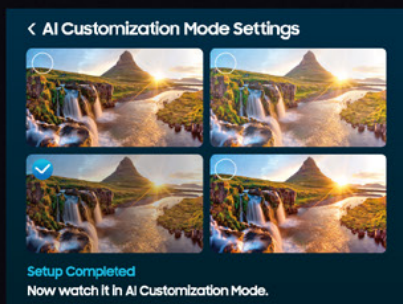 < AI Customization Mode Settings
Setup Completed
Now watch it in AI Customization Mode.